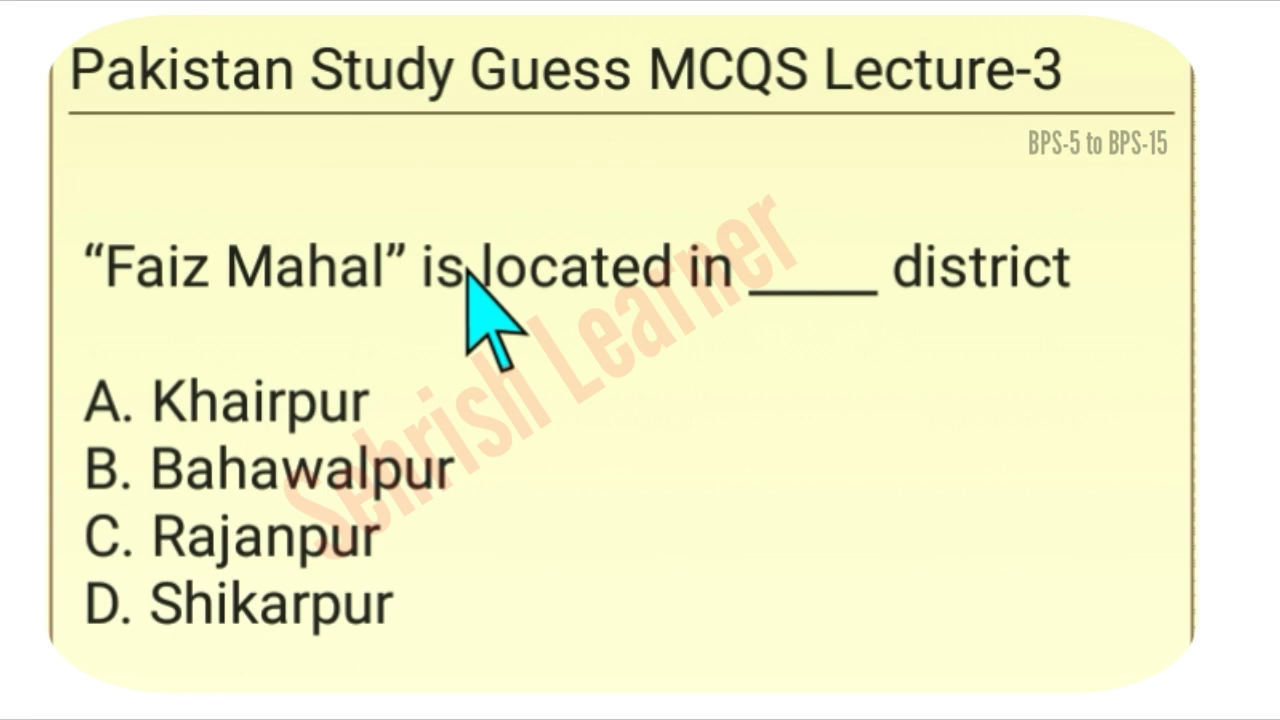 Pakistan Study Guess MCQS Lecture-3
BPS-5 to BPS-15
“Faiz Mahal” is located in _____ district
A. Khairpur
B. Bahawalpur
C. Rajanpur
D. Shikarpur
Sehrish Learner